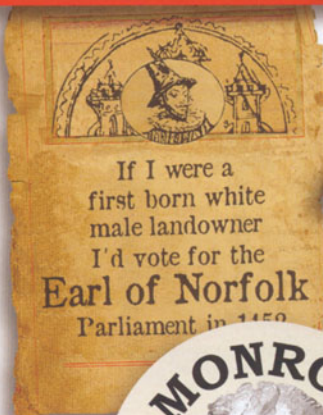 If I were a
first born white
male landowner
I'd vote for the
Earl of Norfolk
Parliament in
MONRO